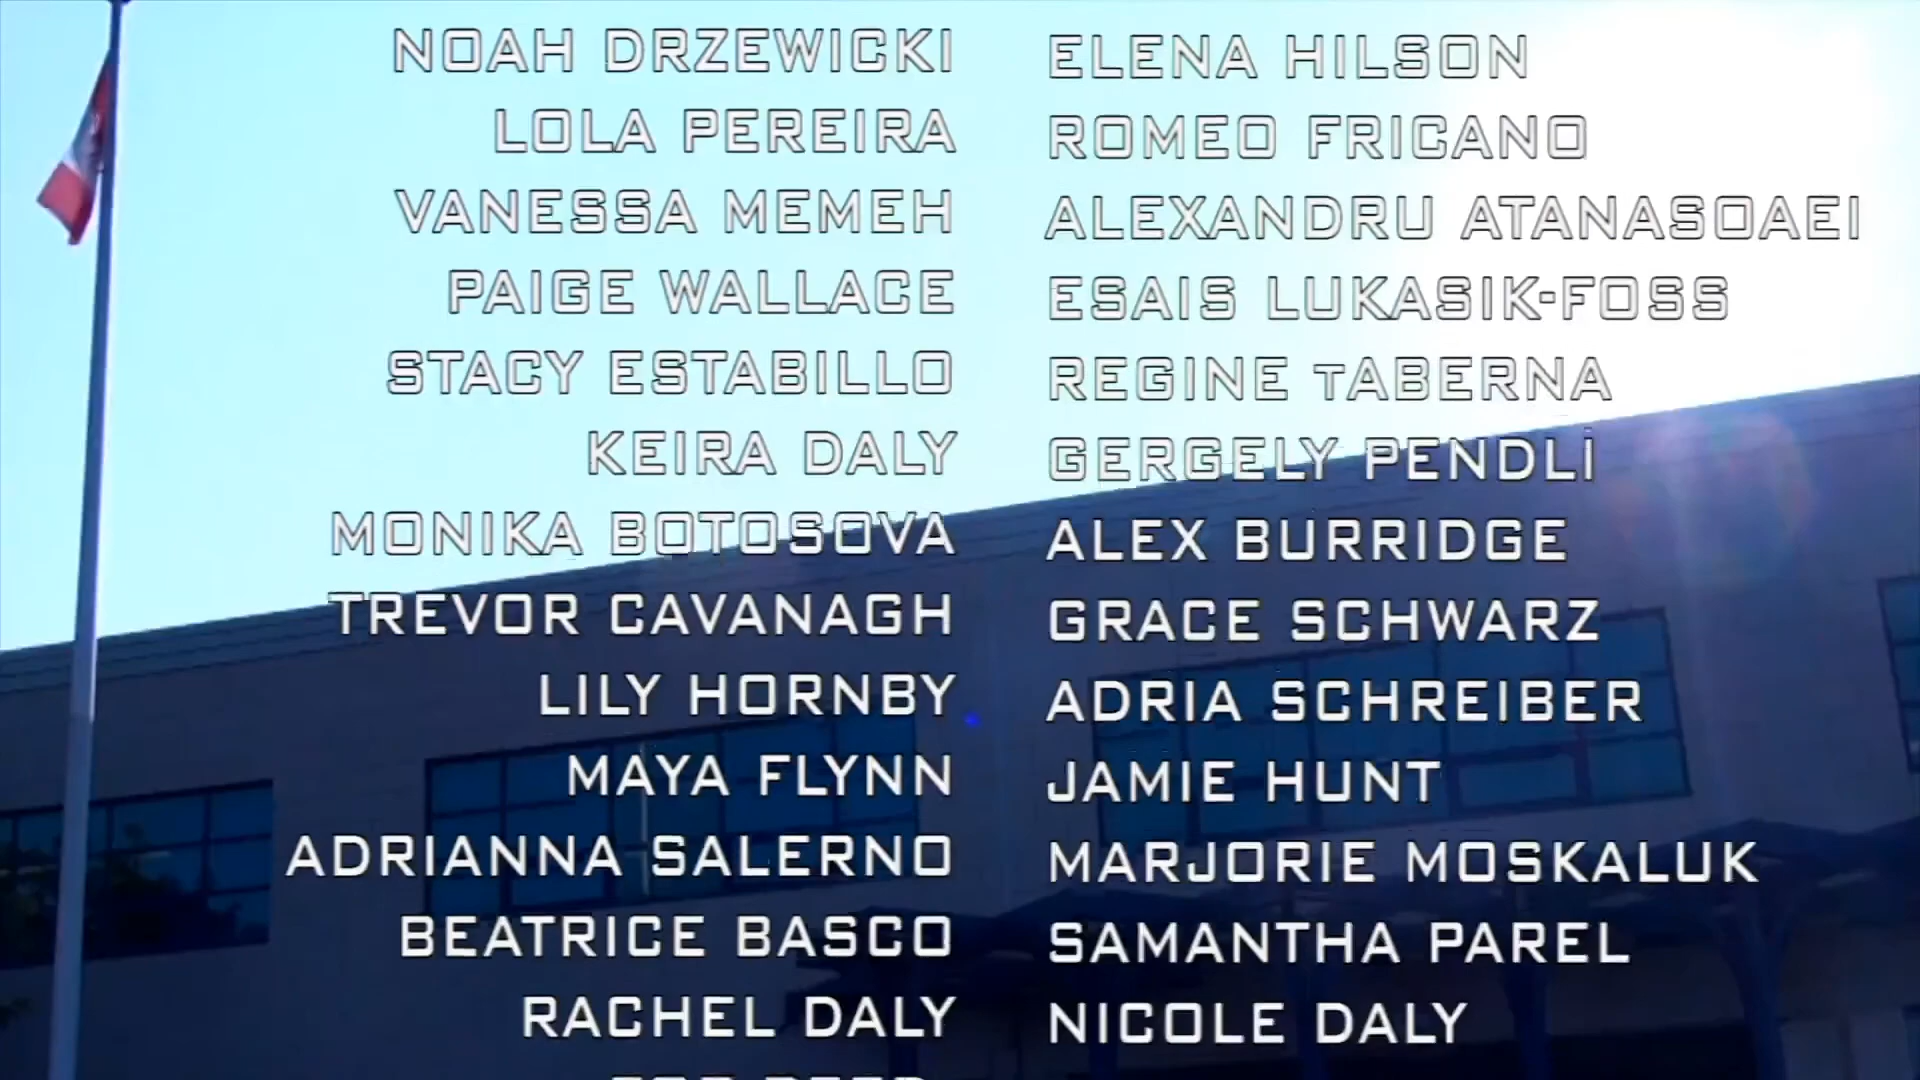 NOAH DRZEWICKI
LOLA PEREIRA
VANESSA MEMEH
PAIGE WALLACE
STACY ESTABILLO
KEIRA DALY
MONIKA BOTOSOVA
TREVOR CAVANAGH
LILY HORNBY
MAYA FLYNN
ADRIANNA SALERNO
BEATRICE BASCO
RACHEL DALY
ELENA HILSON
ROMEO FRICANO
ALEXANDRU ATANASOAEI
ESAIS LUKASIK-FOSS
REGINE TABERNA
GERGELY PENDLi
ALEX BURRIDGE
GRACE SCHWARZ
ADRIA SCHREIBER
JAMIE HUNT
MARJORIE MOSKALUK
SAMANTHA PAREL
NICOLE DALY